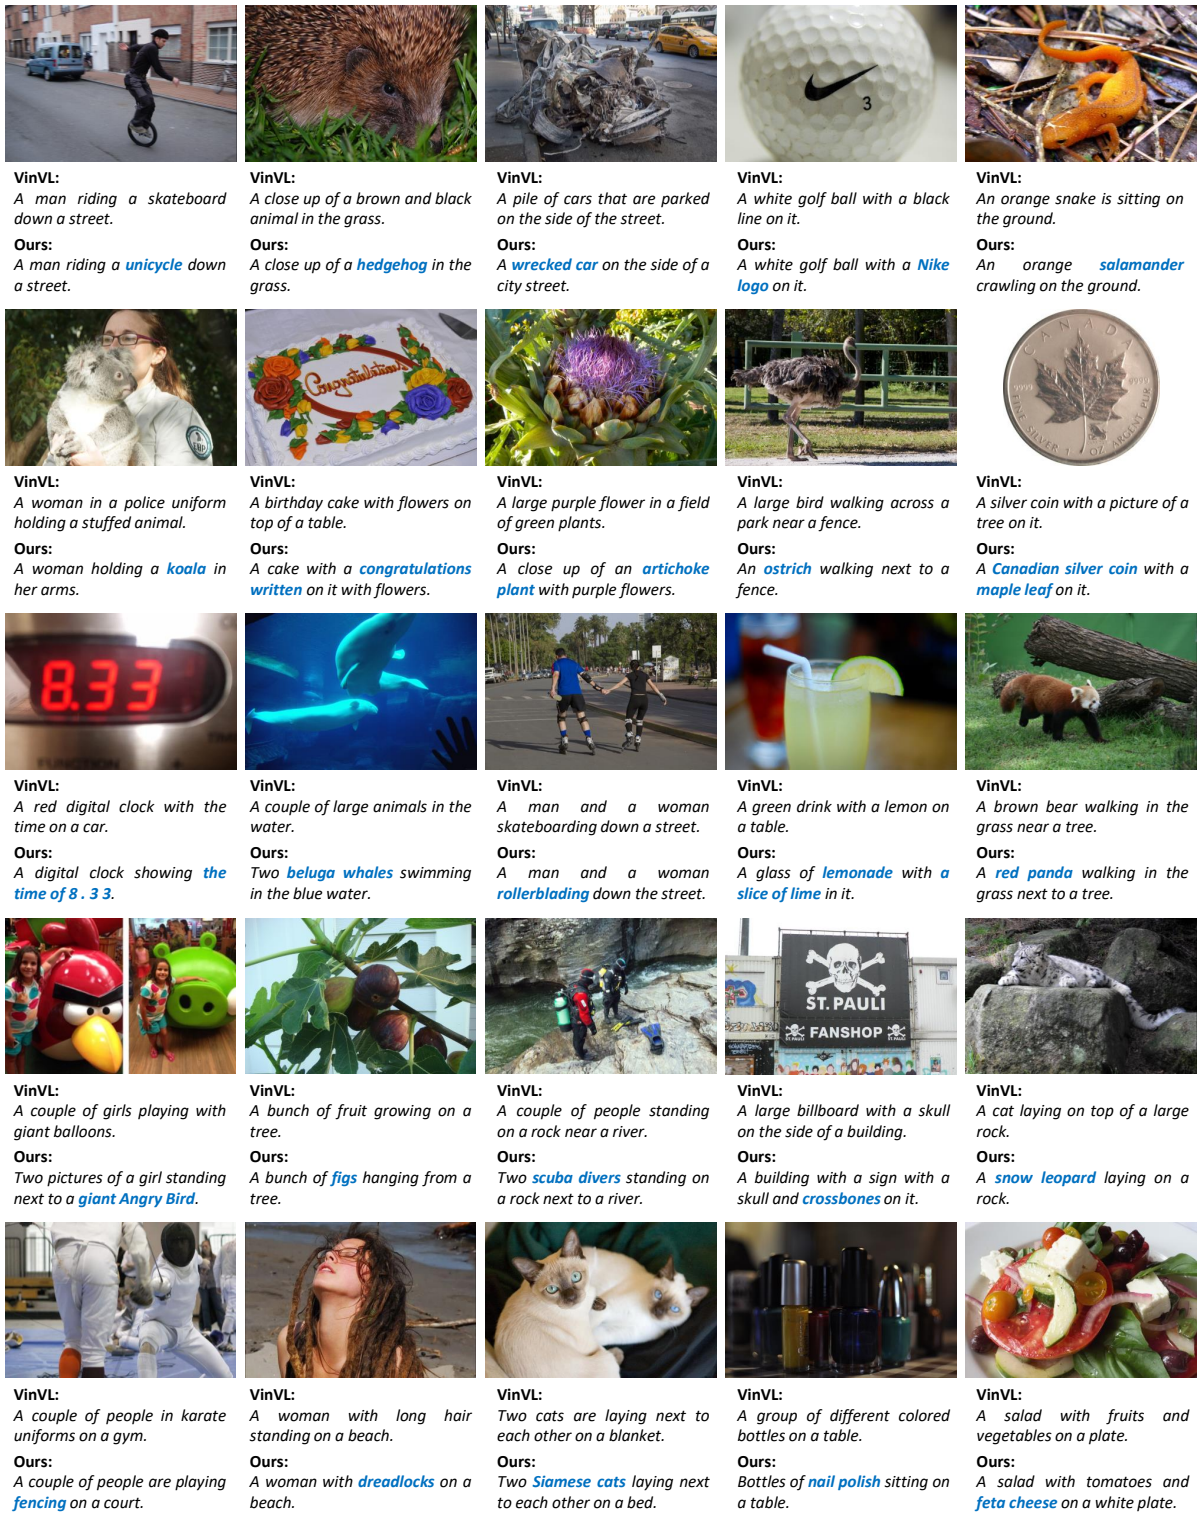 3
CANADA
9999 9999
FINE SILVER 1 OZ ARGENT PUR
VinVL:
A man riding a skateboard
down a street.
Ours:
A man riding a unicycle down
a street.
VinVL:
A close up of a brown and black
animal in the grass.
Ours:
A close up of a hedgehog in the
grass.
VinVL:
A pile of cars that are parked
on the side of the street.
Ours:
A wrecked car on the side of a
city street.
VinVL:
A white golf ball with a black
line on it.
Ours:
A white golf ball with a Nike
logo on it.
VinVL:
An orange snake is sitting on
the ground.
Ours:
An orange salamander
crawling on the ground.
Congratulations
VinVL:
A woman in a police uniform
holding a stuffed animal.
Ours:
A woman holding a koala in
her arms.
VinVL:
A birthday cake with flowers on
top of a table.
Ours:
A cake with a congratulations
written on it with flowers.
VinVL:
A large purple flower in a field
of green plants.
Ours:
A close up of an artichoke
plant with purple flowers.
VinVL:
A large bird walking across a
park near a fence.
Ours:
An ostrich walking next to a
fence.
VinVL:
A silver coin with a picture of a
tree on it.
Ours:
A Canadian silver coin with a
maple leaf on it.
8.33
FUNCTION
VinVL:
A red digital clock with the
time on a car.
Ours:
A digital clock showing the
time of 8 . 3 3.
VinVL:
A couple of large animals in the
water.
Ours:
Two beluga whales swimming
in the blue water.
VinVL:
A man and a woman
skateboarding down a street.
Ours:
A man and a woman
rollerblading down the street.
VinVL:
A green drink with a lemon on
a table.
Ours:
A glass of lemonade with a
slice of lime in it.
VinVL:
A brown bear walking in the
grass near a tree.
Ours:
A red panda walking in the
grass next to a tree.
ST. PAULI
FANSHOP
VinVL:
A couple of girls playing with
giant balloons.
Ours:
Two pictures of a girl standing
next to a giant Angry Bird.
VinVL:
A bunch of fruit growing on a
tree.
Ours:
A bunch of figs hanging from a
tree.
VinVL:
A couple of people standing
on a rock near a river.
Ours:
Two scuba divers standing on
a rock next to a river.
VinVL:
A large billboard with a skull
on the side of a building.
Ours:
A building with a sign with a
skull and crossbones on it.
VinVL:
A cat laying on top of a large
rock.
Ours:
A snow leopard laying on a
rock.
VinVL:
A couple of people in karate
uniforms on a gym.
Ours:
A couple of people are playing
fencing on a court.
VinVL:
A woman with long hair
standing on a beach.
Ours:
A woman with dreadlocks on a
beach.
VinVL:
Two cats are laying next to
each other on a blanket.
Ours:
Two Siamese cats laying next
to each other on a bed.
VinVL:
A group of different colored
bottles on a table.
Ours:
Bottles of nail polish sitting on
a table.
VinVL:
A salad with fruits and
vegetables on a plate.
Ours:
A salad with tomatoes and
feta cheese on a white plate.